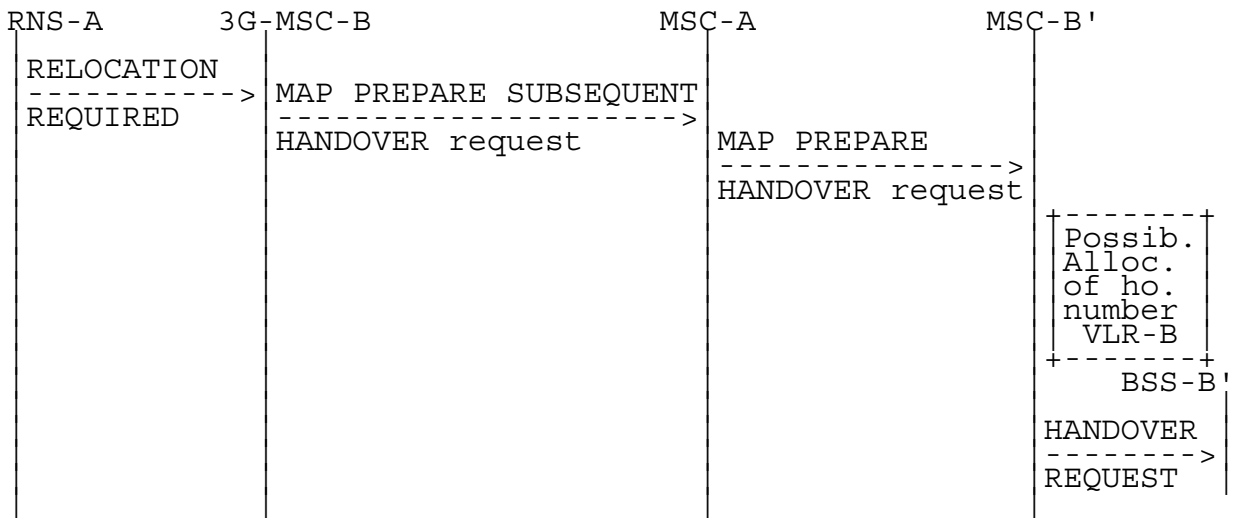 RNS-A 3G-MSC-B MSC-A MSC-B'
RELOCATION
REQUIRED
MAP PREPARE SUBSEQUENT
HANDOVER request
MAP PREPARE
HANDOVER request
Possib.
Alloc.
of ho.
number
VLR-B
BSS-B'
HANDOVER
REQUEST